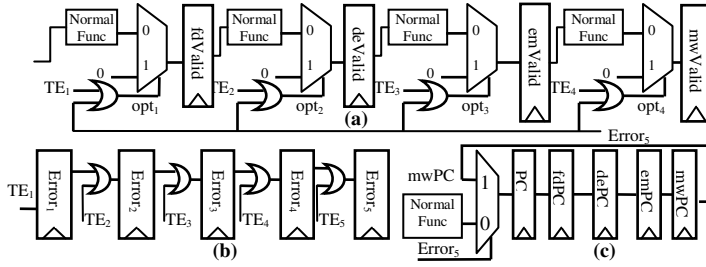 Normal Func 0 1 0 fdValid TE1 opt1
Normal Func 0 1 0 deValid TE2 opt2
Normal Func 0 1 0 emValid TE3 opt3
Normal Func 0 1 0 mwValid TE4 opt4
(a)
Error5
TE1 Error1 TE2 Error2 TE3 Error3 TE4 Error4 TE5 Error5
(b)
mwPC 1 Normal Func 0 Error5 PC fdPC dePC emPC mwPC
(c)